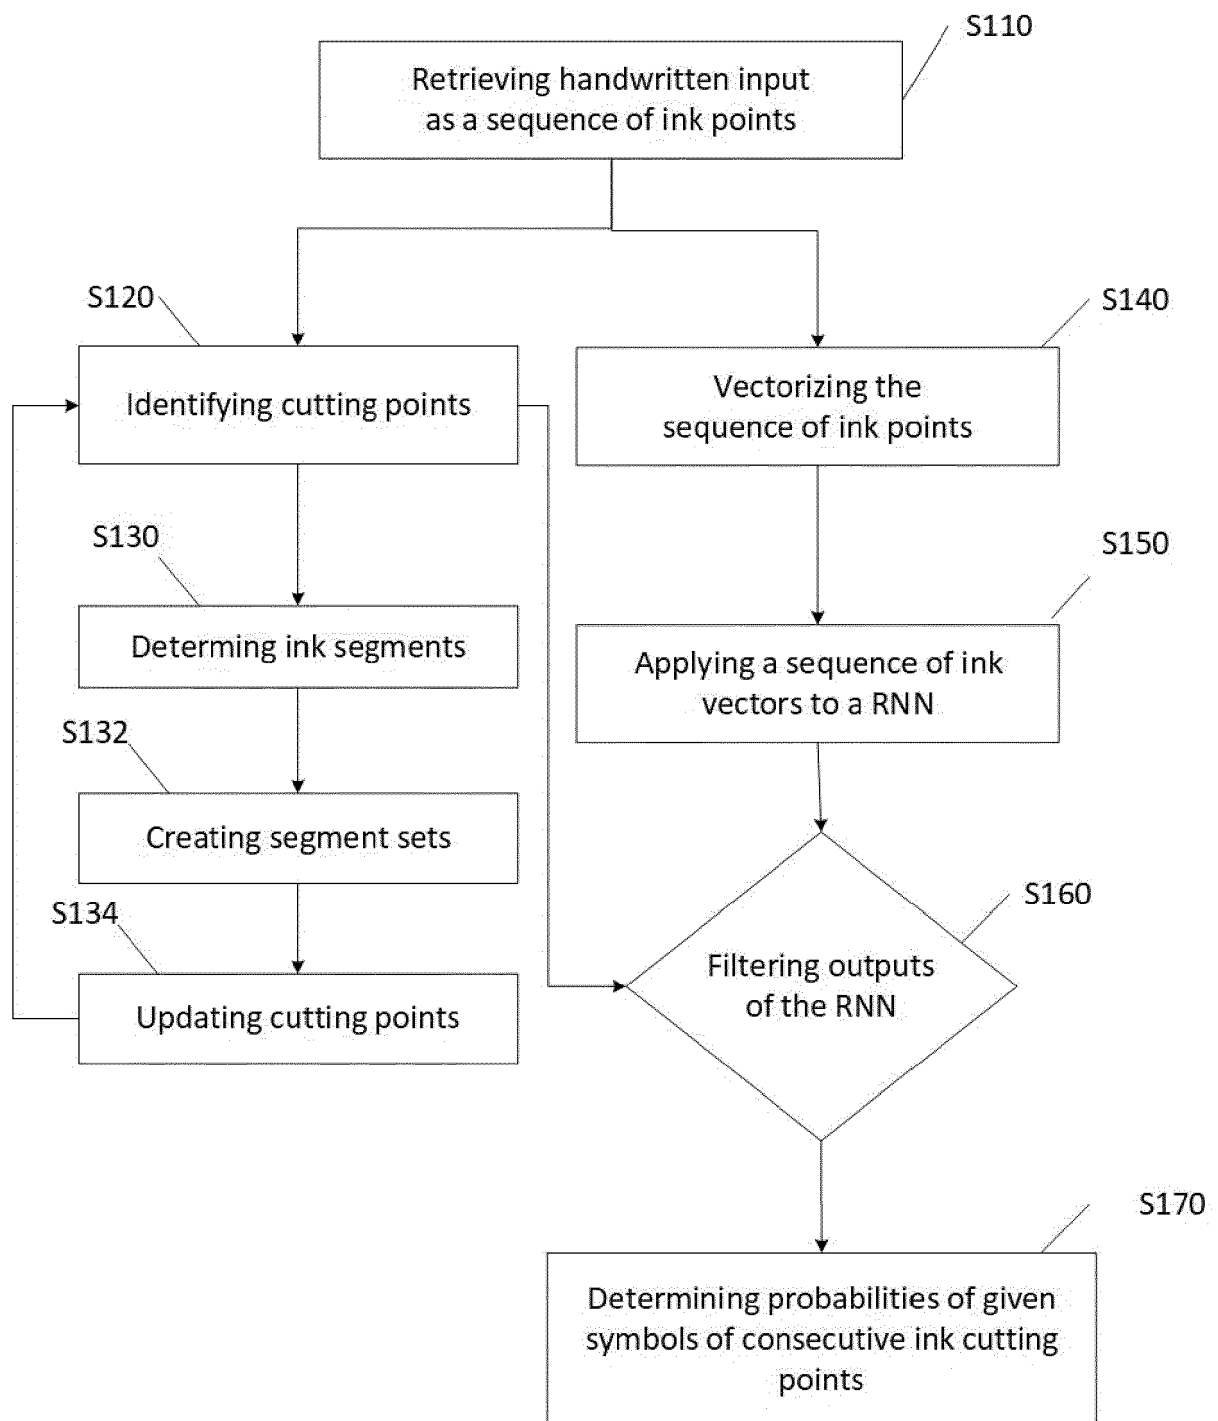 S110
Retrieving handwritten input
as a sequence of ink points
S120
S140
Identifying cutting points
Vectorizing the
sequence of ink points
S130
S150
Determing ink segments
Applying a sequence of ink
vectors to a RNN
S132
Creating segment sets
S160
S134
Filtering outputs
of the RNN
Updating cutting points
S170
Determining probabilities of given
symbols of consecutive ink cutting
points